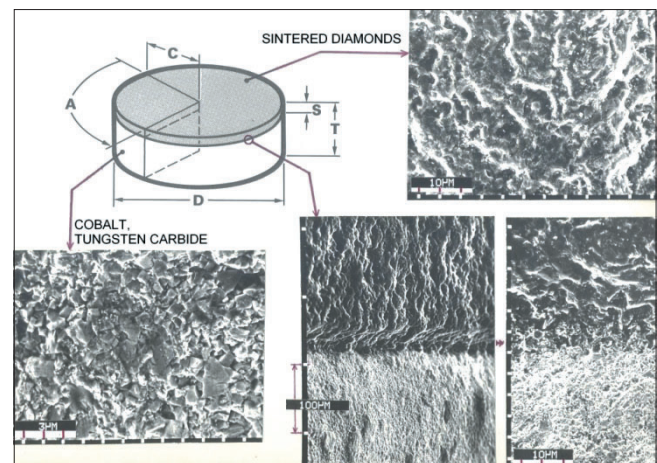 SINTERED DIAMONDS
C
A
S
T
D
COBALT,
TUNGSTEN CARBIDE
10µM
3µM
100µM
10µM